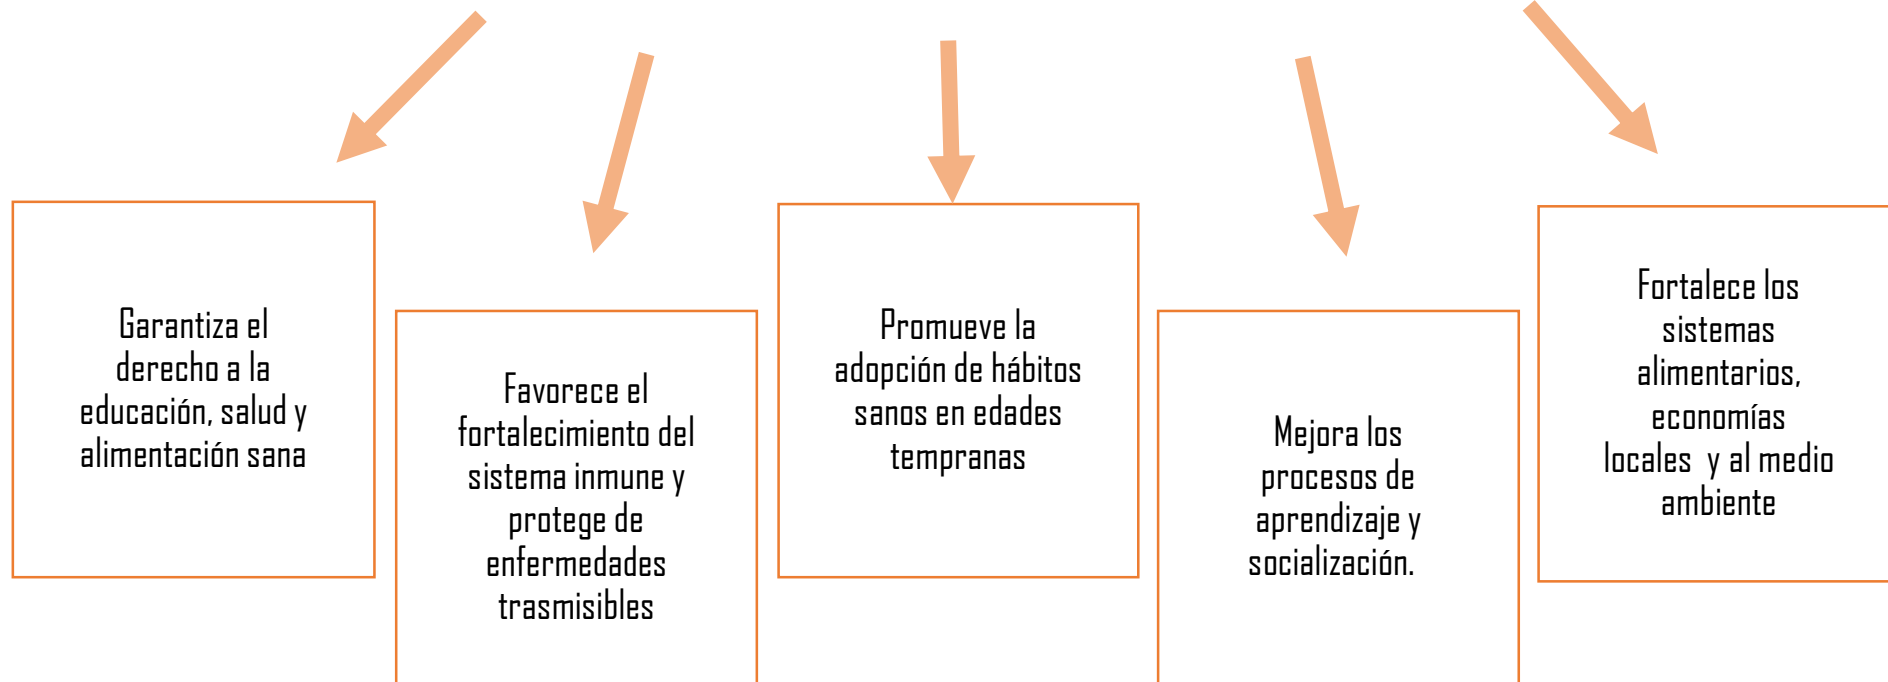 Garantiza el
derecho a la
educación, salud y
alimentación sana
Favorece el
fortalecimiento del
sistema inmune y
protege de
enfermedades
trasmisibles
Promueve la
adopción de hábitos
sanos en edades
tempranas
Mejora los
procesos de
aprendizaje y
socialización.
Fortalece los
sistemas
alimentarios,
economías
locales y al medio
ambiente